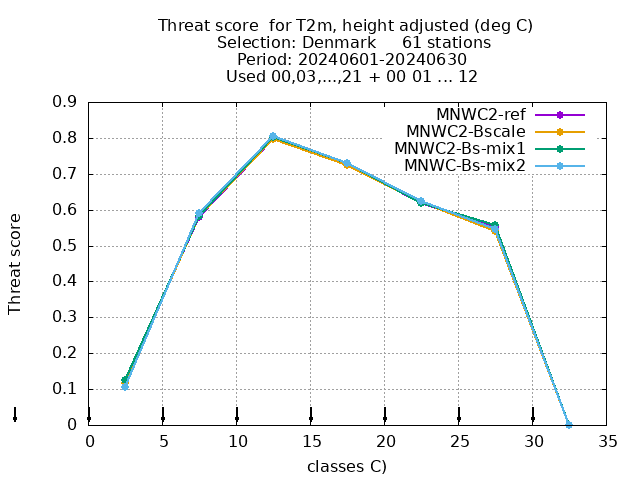 Threat score  for T2m, height adjusted (deg C)
Selection: Denmark     61 stations
Period: 20240601-20240630
Used 00,03,...,21 + 00 01 ... 12
MNWC2-ref
MNWC2-Bscale
MNWC2-Bs-mix1
MNWC-Bs-mix2
Threat score
0.9
0.8
0.7
0.6
0.5
0.4
0.3
0.2
0.1
0
0 5 10 15 20 25 30 35
classes C)